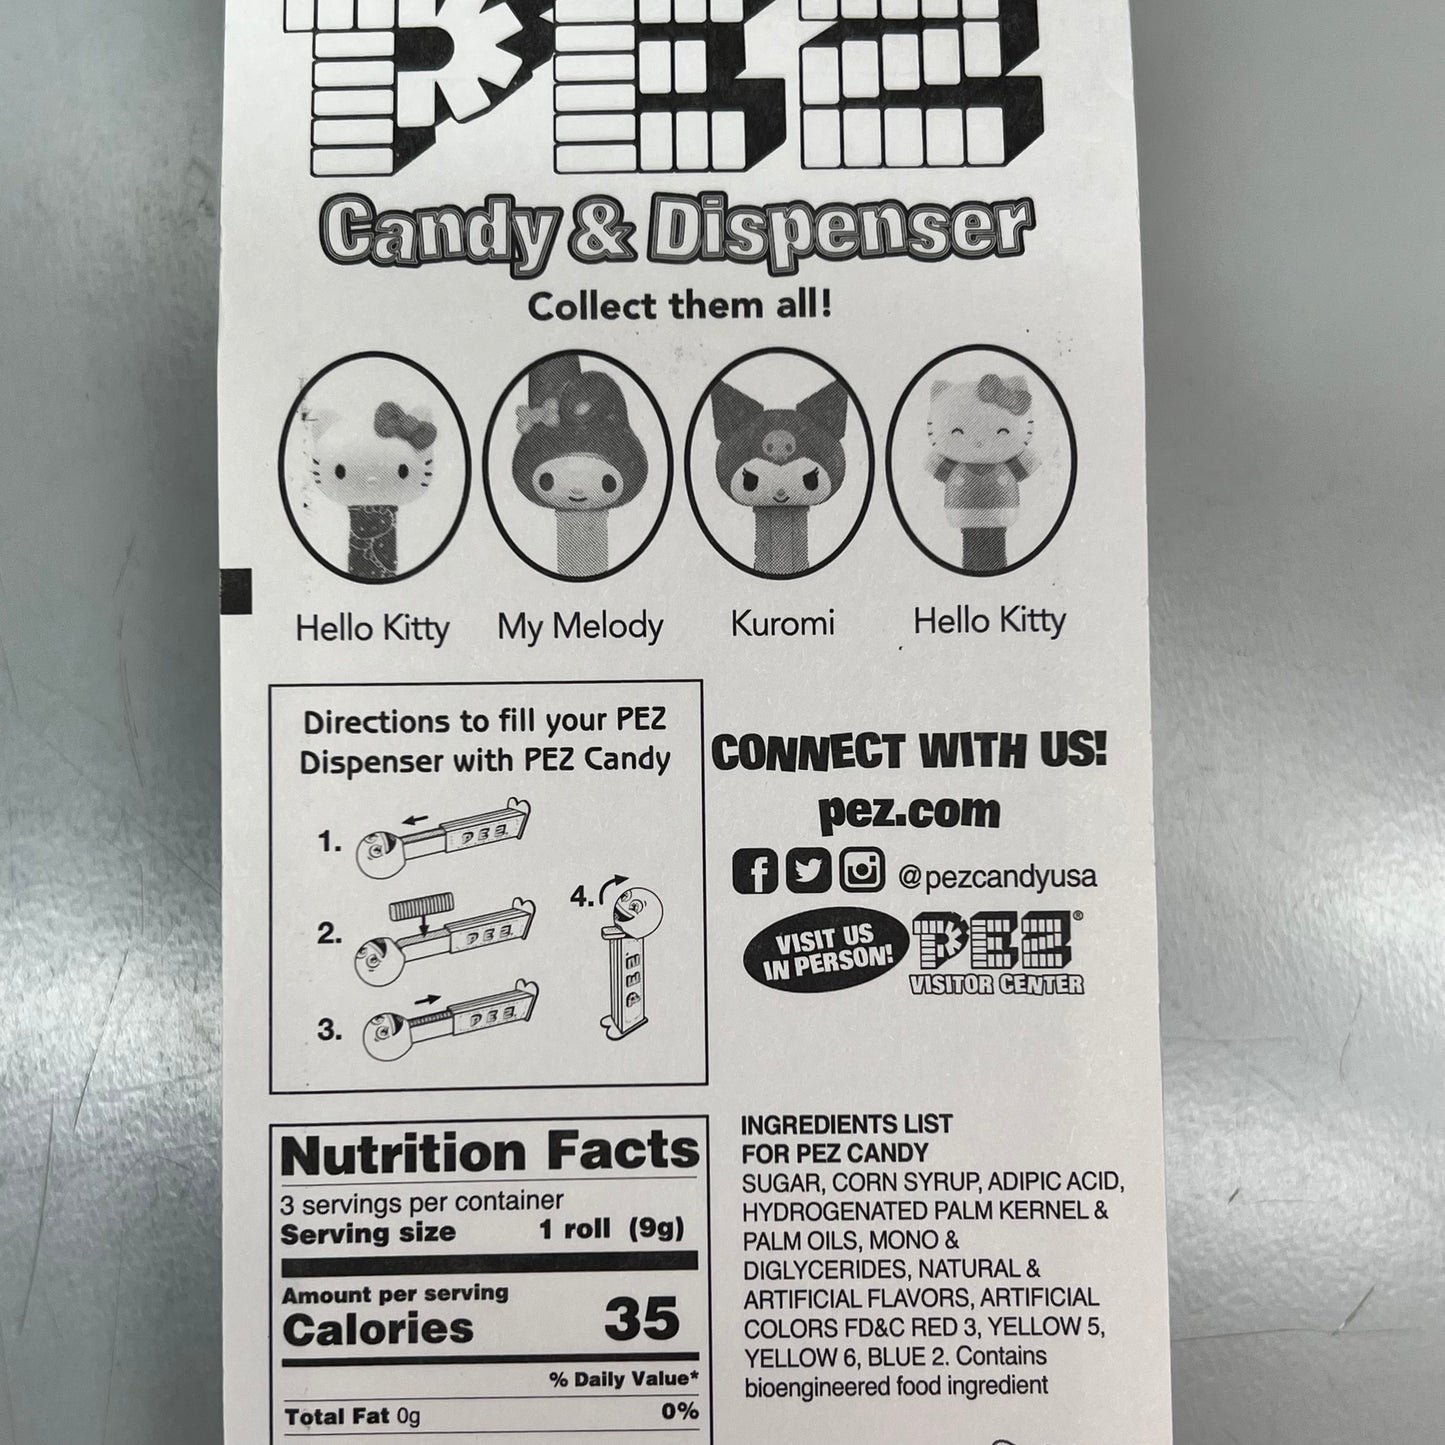 PEZ
Candy & Dispenser
Collect them all!
Hello Kitty My Melody Kuromi Hello Kitty
Directions to fill your PEZ
Dispenser with PEZ Candy
1.
PEZ
2.
PEZ
3.
PEZ
4.
PEZ
CONNECT WITH US!
pez.com
f @pezcandyusa
VISIT US
IN PERSON!
PEZ®
VISITOR CENTER
Nutrition Facts
3 servings per container
Serving size 1 roll (9g)
Amount per serving
Calories 35
% Daily Value*
Total Fat 0g 0%
INGREDIENTS LIST
FOR PEZ CANDY
SUGAR, CORN SYRUP, ADIPIC ACID,
HYDROGENATED PALM KERNEL &
PALM OILS, MONO &
DIGLYCERIDES, NATURAL &
ARTIFICIAL FLAVORS, ARTIFICIAL
COLORS FD&C RED 3, YELLOW 5,
YELLOW 6, BLUE 2. Contains
bioengineered food ingredient